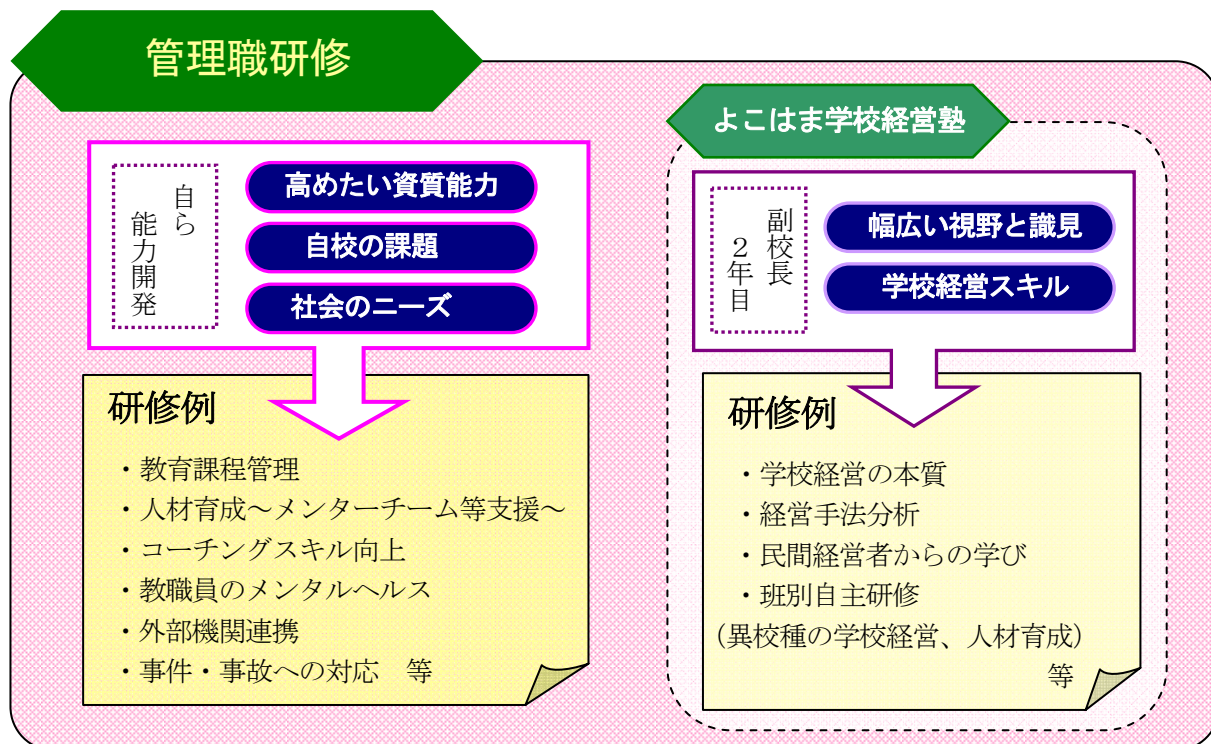 管理職研修
自ら
能力開発
高めたい資質能力
自校の課題
社会のニーズ
研修例
・教育課程管理
・人材育成～メンターチーム等支援～
・コーチングスキル向上
・教職員のメンタルヘルス
・外部機関連携
・事件・事故への対応　等
よこはま学校経営塾
副校長
２年目
幅広い視野と識見
学校経営スキル
研修例
・学校経営の本質
・経営手法分析
・民間経営者からの学び
・班別自主研修
（異校種の学校経営、人材育成）
等